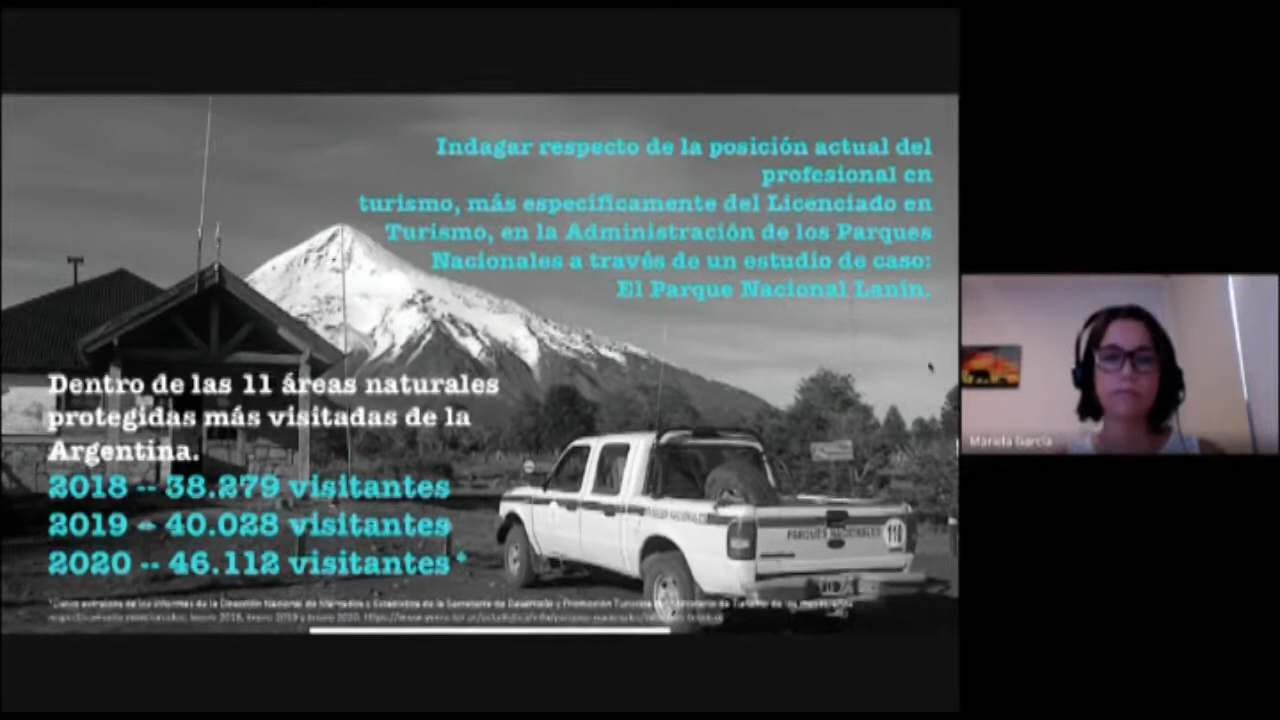 Indagar respecto de la posición actual del
profesional en
turismo, más específicamente del Licenciado en
Turismo, en la Administración de los Parques
Nacionales a través de un estudio de caso:
El Parque Nacional Lanin.
Dentro de las 11 áreas naturales
protegidas más visitadas de la
Argentina.
2018 -- 38.279 visitantes
2019 -- 40.028 visitantes
2020 -- 46.112 visitantes*
PARQUES NACIONALES
110
Mariela García